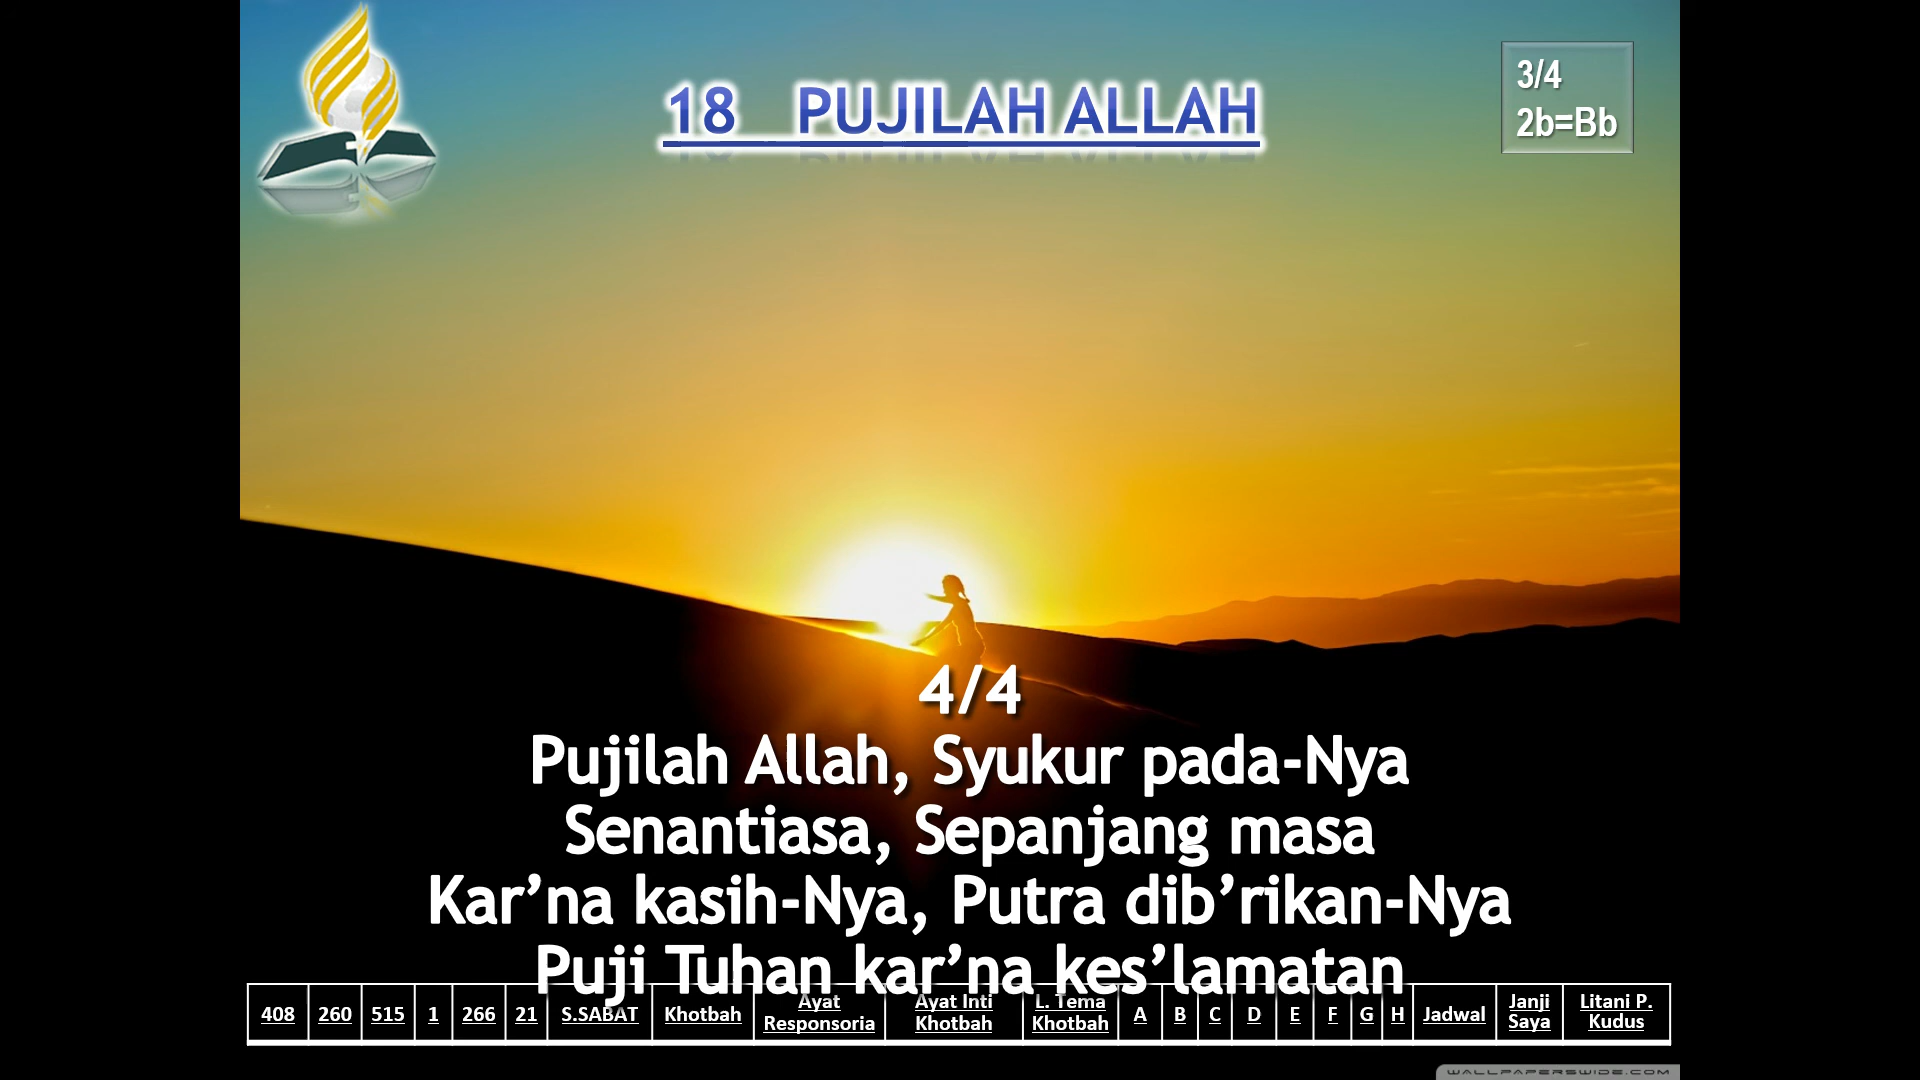 18 PUJILAH ALLAH
3/4
2b=Bb
4/4
Pujilah Allah, Syukur pada-Nya
Senantiasa, Sepanjang masa
Kar’na kasih-Nya, Putra dib’rikan-Nya
Puji Tuhan kar’na kes’lamatan
408 260 515 1 266 21 S.SABAT Khotbah Ayat Responsoria Ayat Inti Khotbah L. Tema Khotbah A B C D E F G H Jadwal Janji Saya Litani P. Kudus
WALLPAPERSWIDE.COM